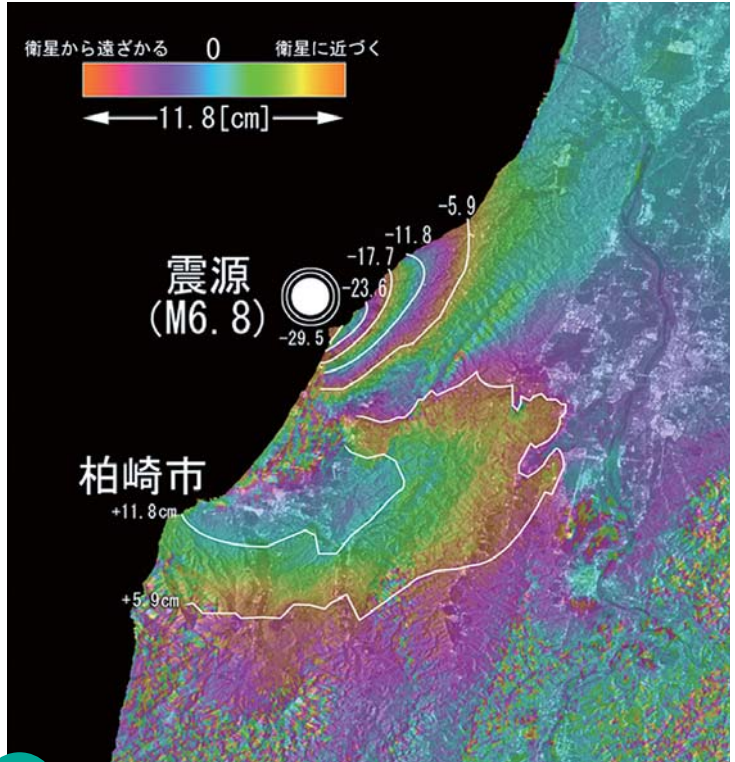 衛星から遠ざかる 0 衛星に近づく
11.8[cm]
-5.9
-11.8
-17.7
-23.6
-29.5
震源
(M6.8)
柏崎市
+11.8cm
+5.9cm